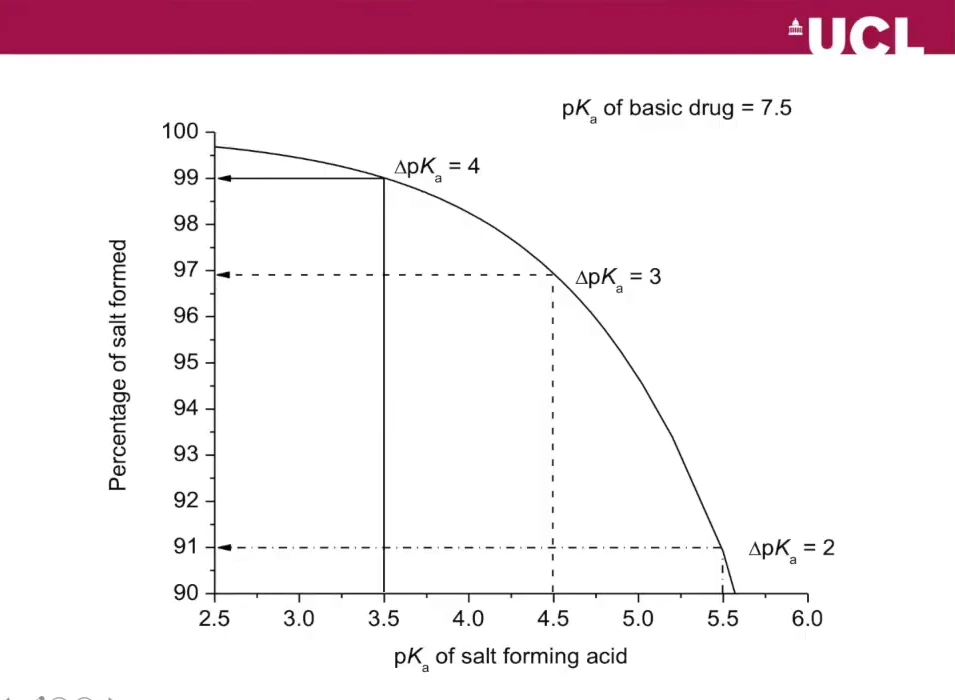 UCL
pKa of basic drug = 7.5
100
ΔpKa = 4
99
98
97
ΔpKa = 3
96
95
94
93
92
91
ΔpKa = 2
90
Percentage of salt formed
2.5 3.0 3.5 4.0 4.5 5.0 5.5 6.0
pKa of salt forming acid